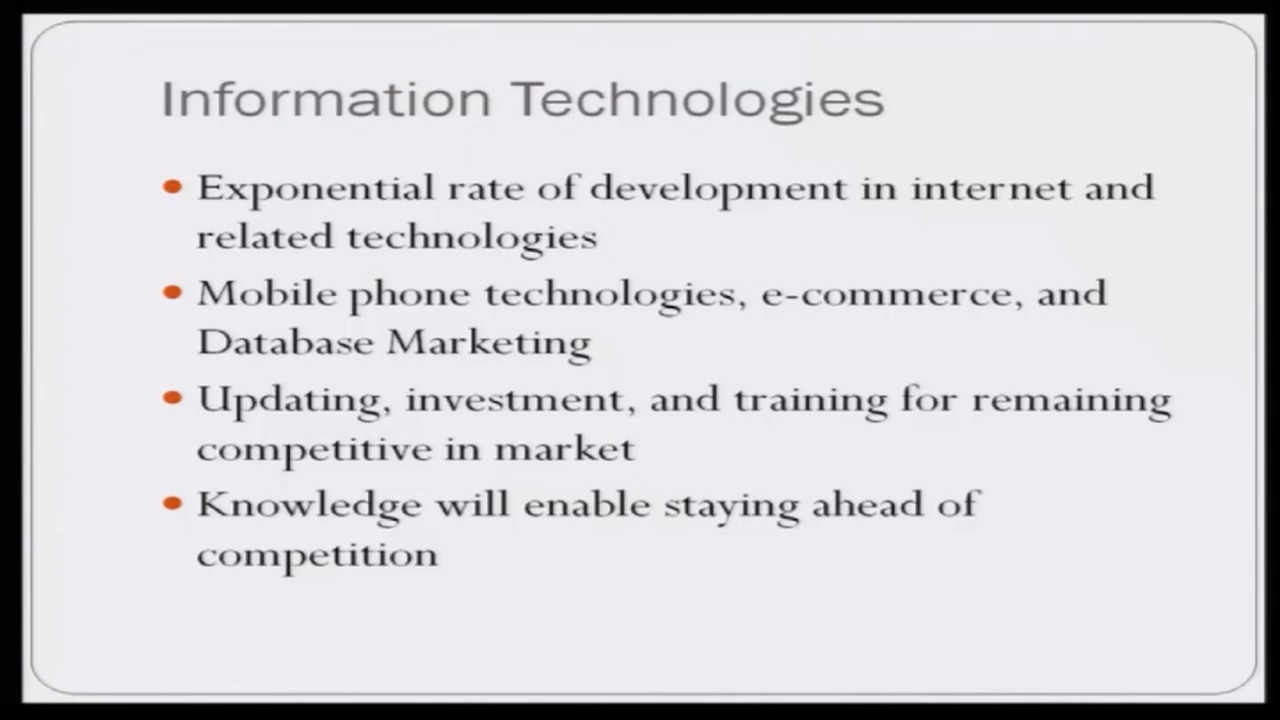 Information Technologies
• Exponential rate of development in internet and
related technologies
• Mobile phone technologies, e-commerce, and
Database Marketing
• Updating, investment, and training for remaining
competitive in market
• Knowledge will enable staying ahead of
competition